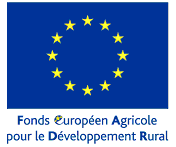 Fonds Européen Agricole
pour le Développement Rural